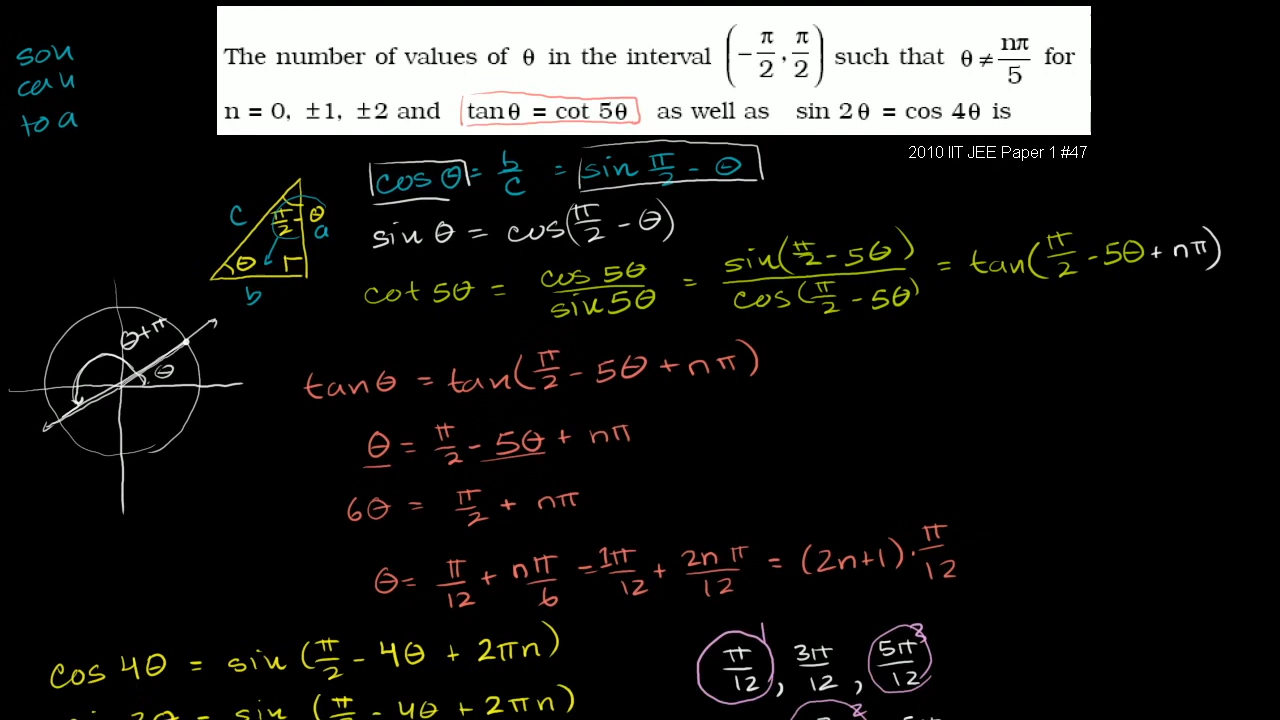 The number of values of θ in the interval (-π/2, π/2) such that θ ≠ nπ/5 for
n = 0, ±1, ±2 and tanθ = cot 5θ as well as sin 2θ = cos 4θ is
2010 IIT JEE Paper 1 #47
soh
cah
toa
cos θ = b/c = sin π/2 - θ
sin θ = cos(π/2 - θ)
c π/2 - θ a
θ
b
cot 5θ = cos 5θ/sin 5θ = sin(π/2 - 5θ)/cos(π/2 - 5θ) = tan(π/2 - 5θ + nπ)
θ+π
θ
tanθ = tan(π/2 - 5θ + nπ)
θ = π/2 - 5θ + nπ
6θ = π/2 + nπ
θ = π/12 + nπ/6 = 1π/12 + 2nπ/12 = (2n+1)·π/12
cos 4θ = sin (π/2 - 4θ + 2πn)
π/12, 3π/12, 5π/12
- 4θ + 2πn)